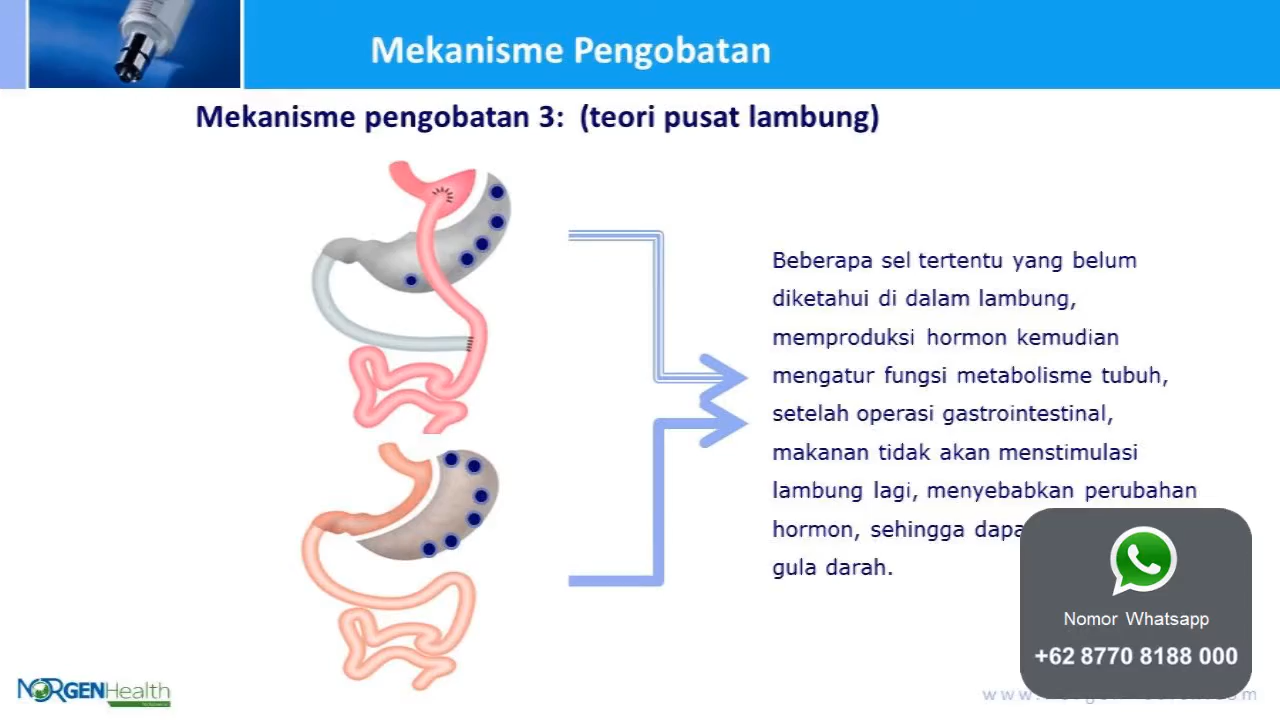 Mekanisme Pengobatan
Mekanisme pengobatan 3: (teori pusat lambung)
Beberapa sel tertentu yang belum
diketahui di dalam lambung,
memproduksi hormon kemudian
mengatur fungsi metabolisme tubuh,
setelah operasi gastrointestinal,
makanan tidak akan menstimulasi
lambung lagi, menyebabkan perubahan
hormon, sehingga
gula darah.
Nomor Whatsapp
+62 8770 8188 000
NORGENHealth